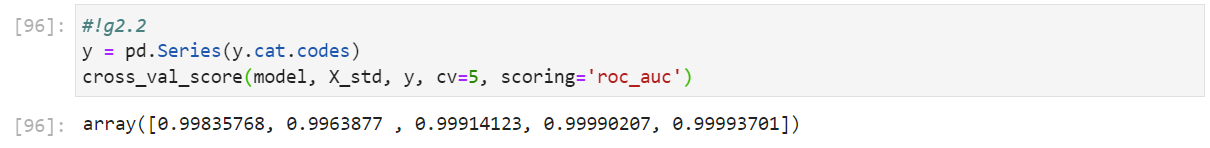 [96]: #!g2.2
y = pd.Series(y.cat.codes)
cross_val_score(model, X_std, y, cv=5, scoring='roc_auc')
[96]: array([0.99835768, 0.9963877 , 0.99914123, 0.99990207, 0.99993701])